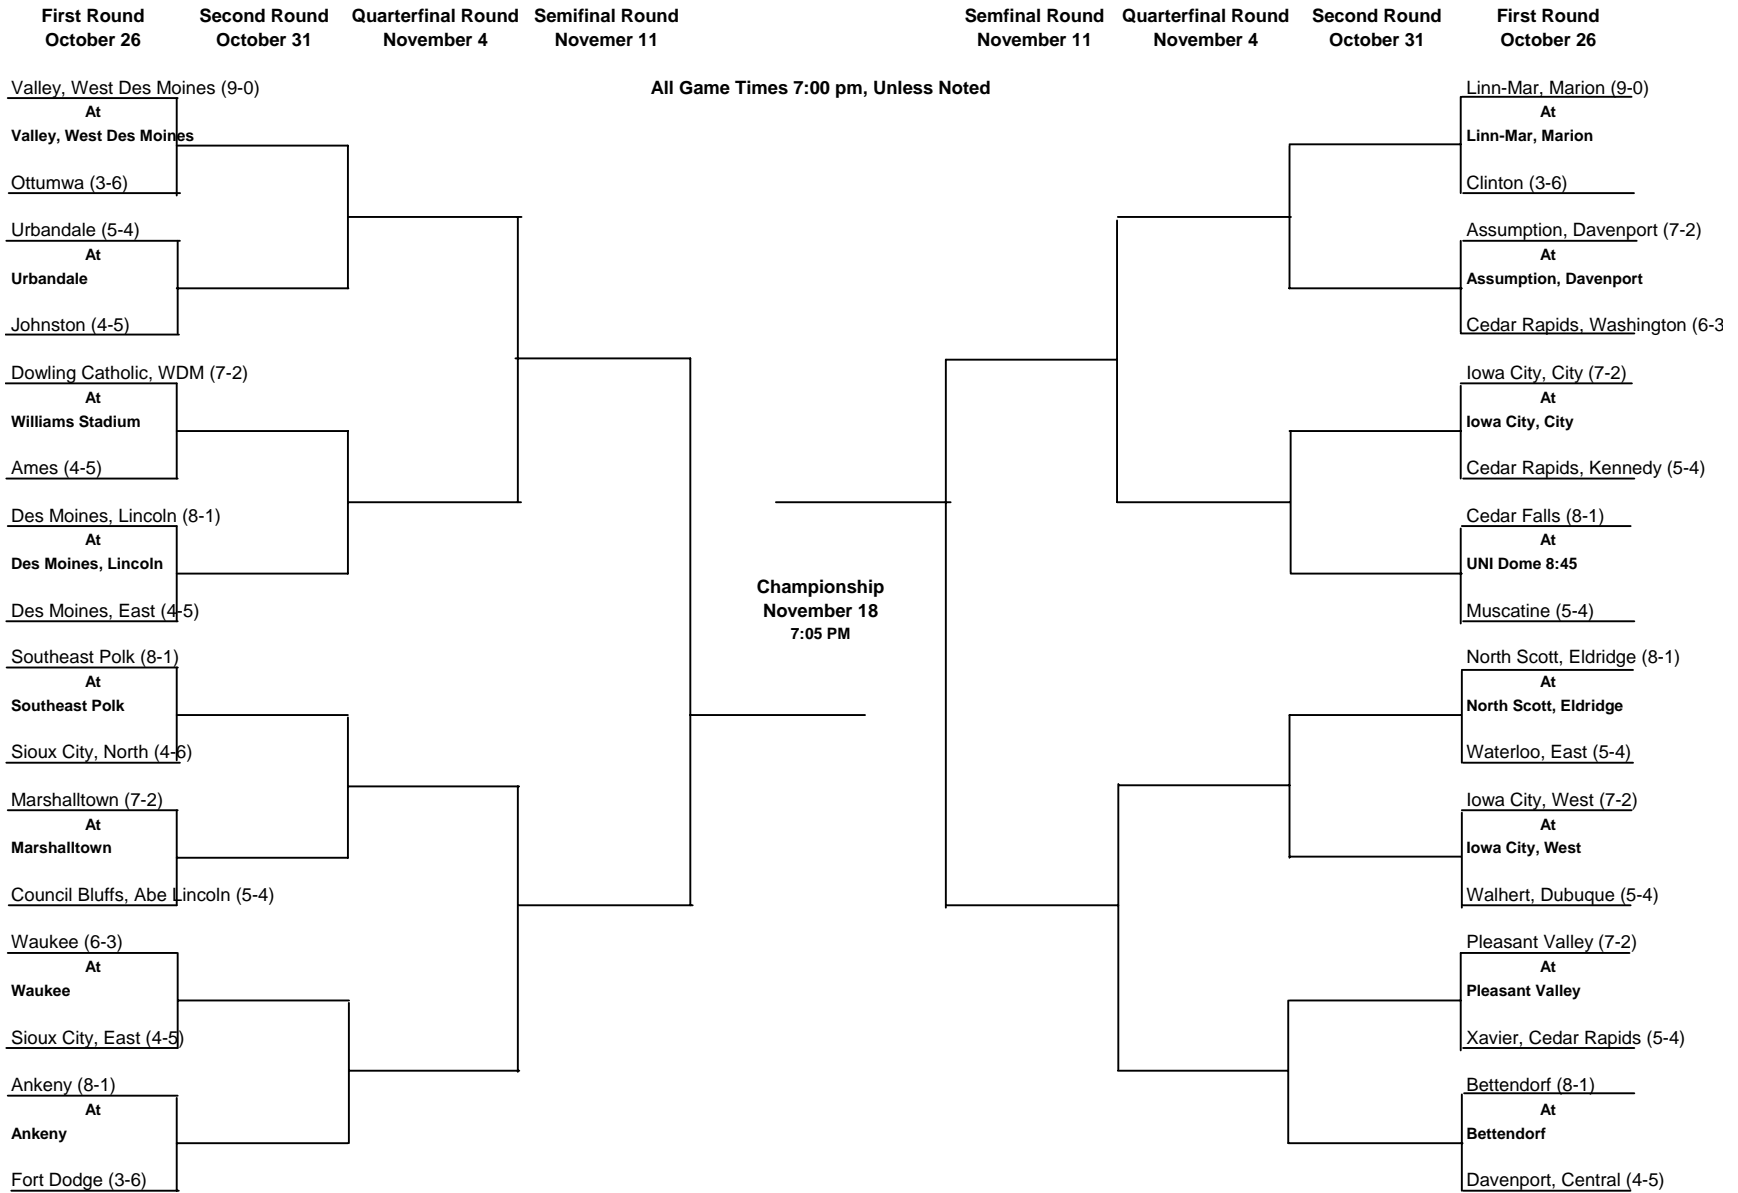 First Round
October 26
Second Round
October 31
Quarterfinal Round
November 4
Semifinal Round
Novemer 11
Semfinal Round
November 11
Quarterfinal Round
November 4
Second Round
October 31
First Round
October 26
All Game Times 7:00 pm, Unless Noted
Valley, West Des Moines (9-0)
At
Valley, West Des Moines
Ottumwa (3-6)
Urbandale (5-4)
At
Urbandale
Johnston (4-5)
Dowling Catholic, WDM (7-2)
At
Williams Stadium
Ames (4-5)
Des Moines, Lincoln (8-1)
At
Des Moines, Lincoln
Des Moines, East (4-5)
Southeast Polk (8-1)
At
Southeast Polk
Sioux City, North (4-6)
Marshalltown (7-2)
At
Marshalltown
Council Bluffs, Abe Lincoln (5-4)
Waukee (6-3)
At
Waukee
Sioux City, East (4-5)
Ankeny (8-1)
At
Ankeny
Fort Dodge (3-6)
Championship
November 18
7:05 PM
Linn-Mar, Marion (9-0)
At
Linn-Mar, Marion
Clinton (3-6)
Assumption, Davenport (7-2)
At
Assumption, Davenport
Cedar Rapids, Washington (6-3
Iowa City, City (7-2)
At
Iowa City, City
Cedar Rapids, Kennedy (5-4)
Cedar Falls (8-1)
At
UNI Dome 8:45
Muscatine (5-4)
North Scott, Eldridge (8-1)
At
North Scott, Eldridge
Waterloo, East (5-4)
Iowa City, West (7-2)
At
Iowa City, West
Walhert, Dubuque (5-4)
Pleasant Valley (7-2)
At
Pleasant Valley
Xavier, Cedar Rapids (5-4)
Bettendorf (8-1)
At
Bettendorf
Davenport, Central (4-5)